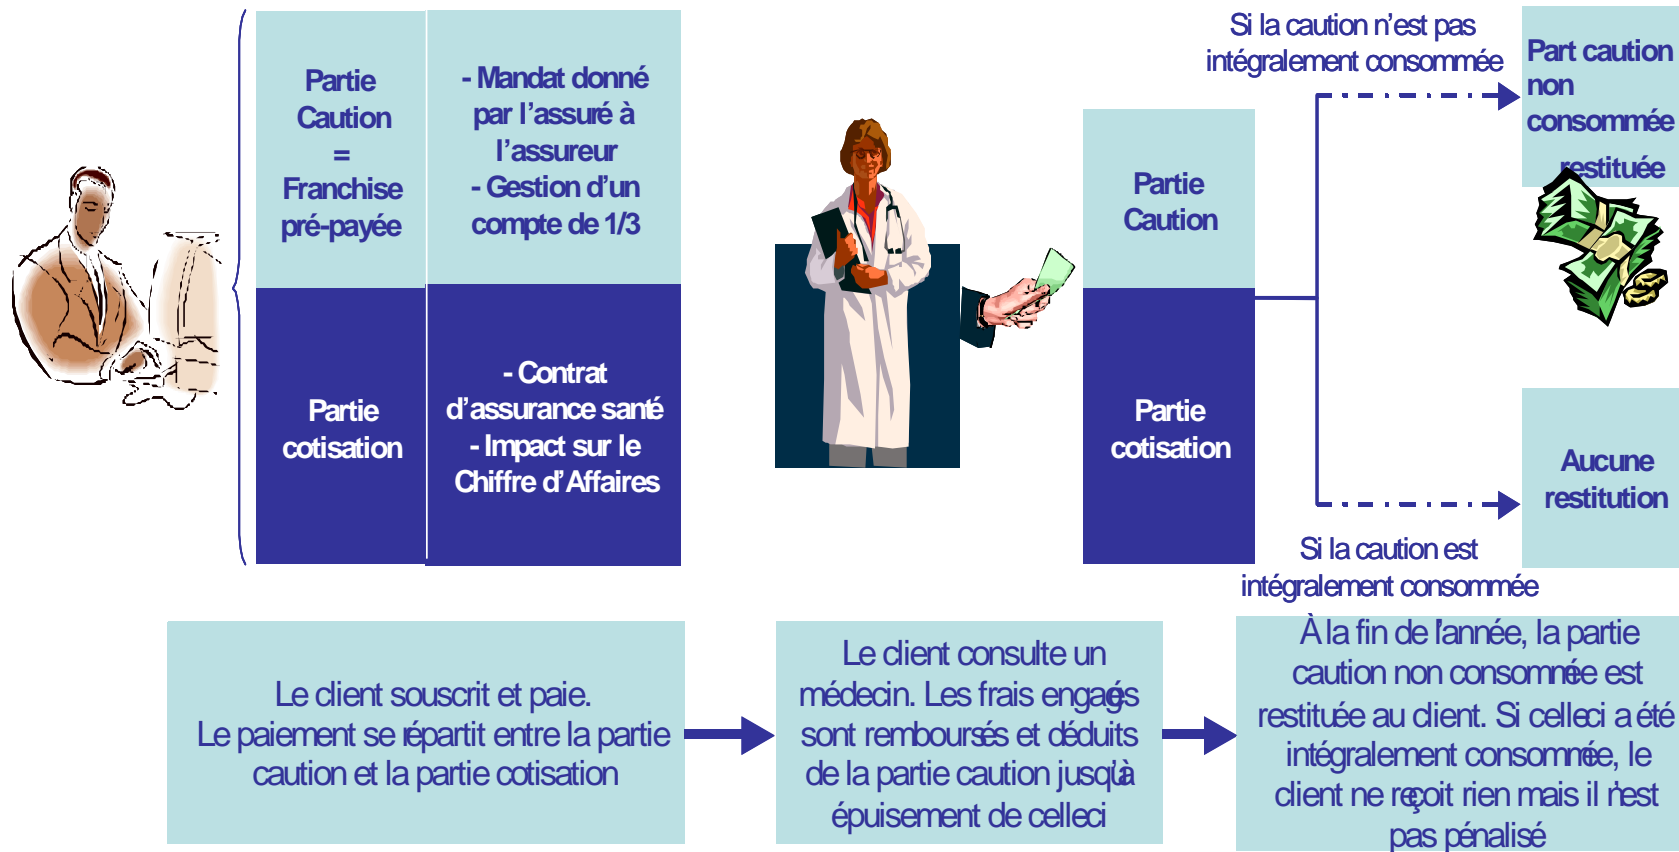 Partie
Caution
=
Franchise
pré-payée
- Mandat donné
par l'assuré à
l'assureur
- Gestion d'un
compte de 1/3
Partie
cotisation
- Contrat
d'assurance santé
- Impact sur le
Chiffre d'Affaires
Partie
Caution
Partie
cotisation
Si la caution n'est pas
intégralement consommée
Part caution
non
consommée
restituée
Aucune
restitution
Si la caution est
intégralement consommée
Le client souscrit et paie.
Le paiement se répartit entre la partie
caution et la partie cotisation
Le client consulte un
médecin. Les frais engagés
sont remboursés et déduits
de la partie caution jusqu'à
épuisement de celleci
À la fin de l'année, la partie
caution non consommée est
restituée au client. Si celleci a été
intégralement consommée, le
client ne reçoit rien mais il n'est
pas pénalisé